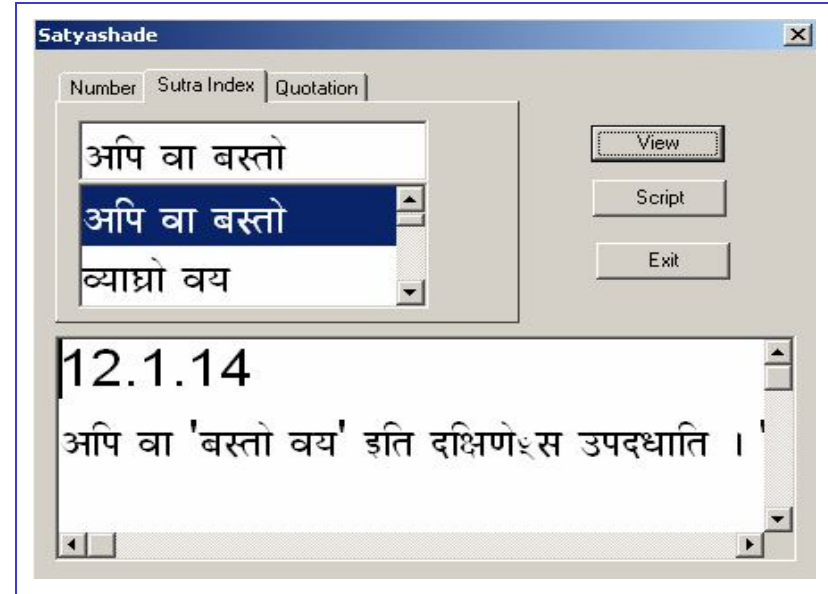 Satyashade
Number Sutra Index Quotation
अपि वा बस्तो
अपि वा बस्तो
व्याघ्रो वय
View
Script
Exit
12.1.14
अपि वा 'बस्तो वय' इति दक्षिणेꣳस उपदधाति । '